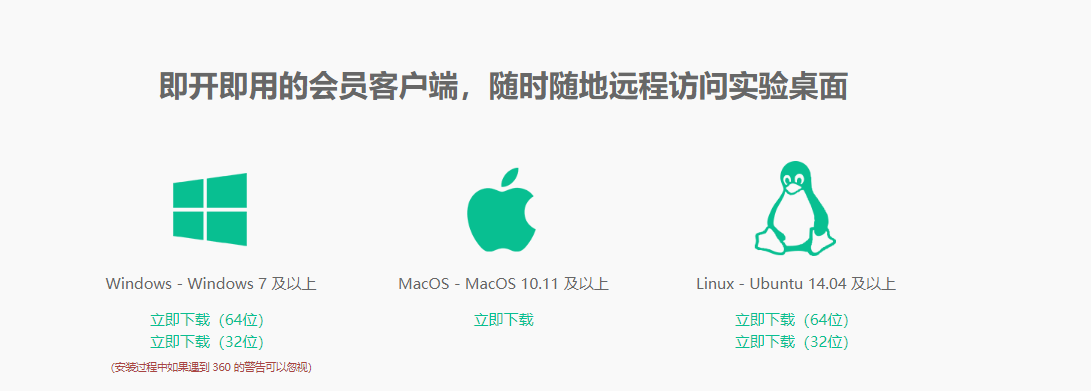 即开即用的会员客户端，随时随地远程访问实验桌面
Windows - Windows 7 及以上
立即下载（64位）
立即下载（32位）
(安装过程中如果遇到 360 的警告可以忽视)
MacOS - MacOS 10.11 及以上
立即下载
Linux - Ubuntu 14.04 及以上
立即下载（64位）
立即下载（32位）